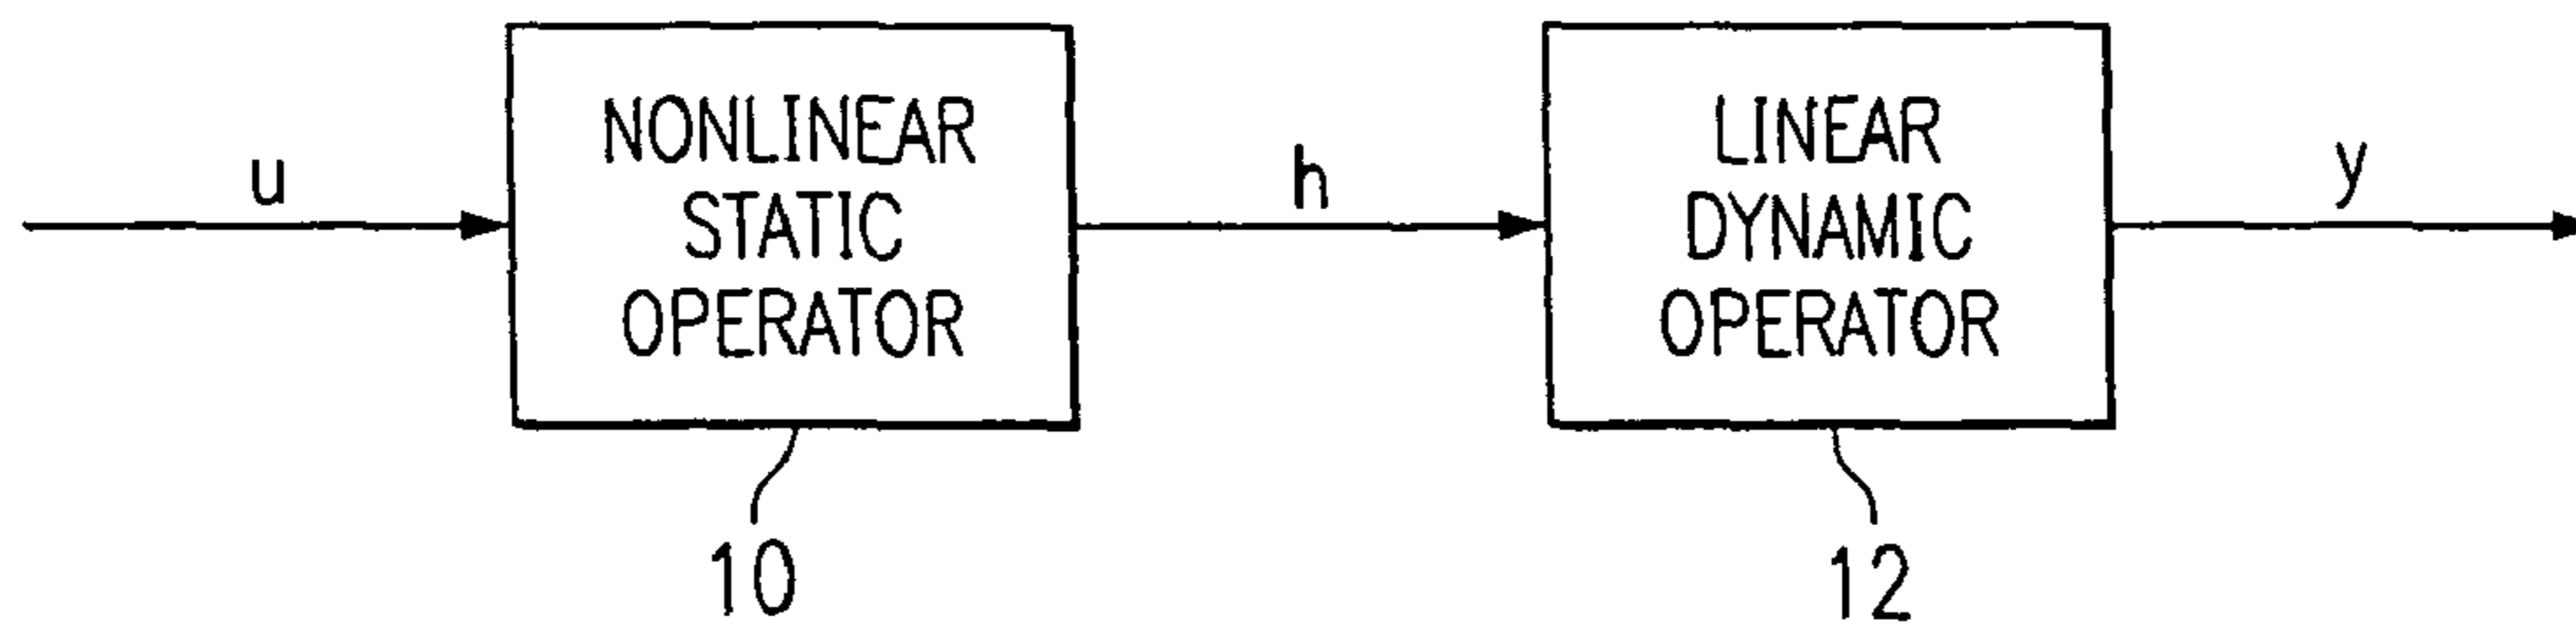 u
NONLINEAR
STATIC
OPERATOR
10
h
LINEAR
DYNAMIC
OPERATOR
12
y